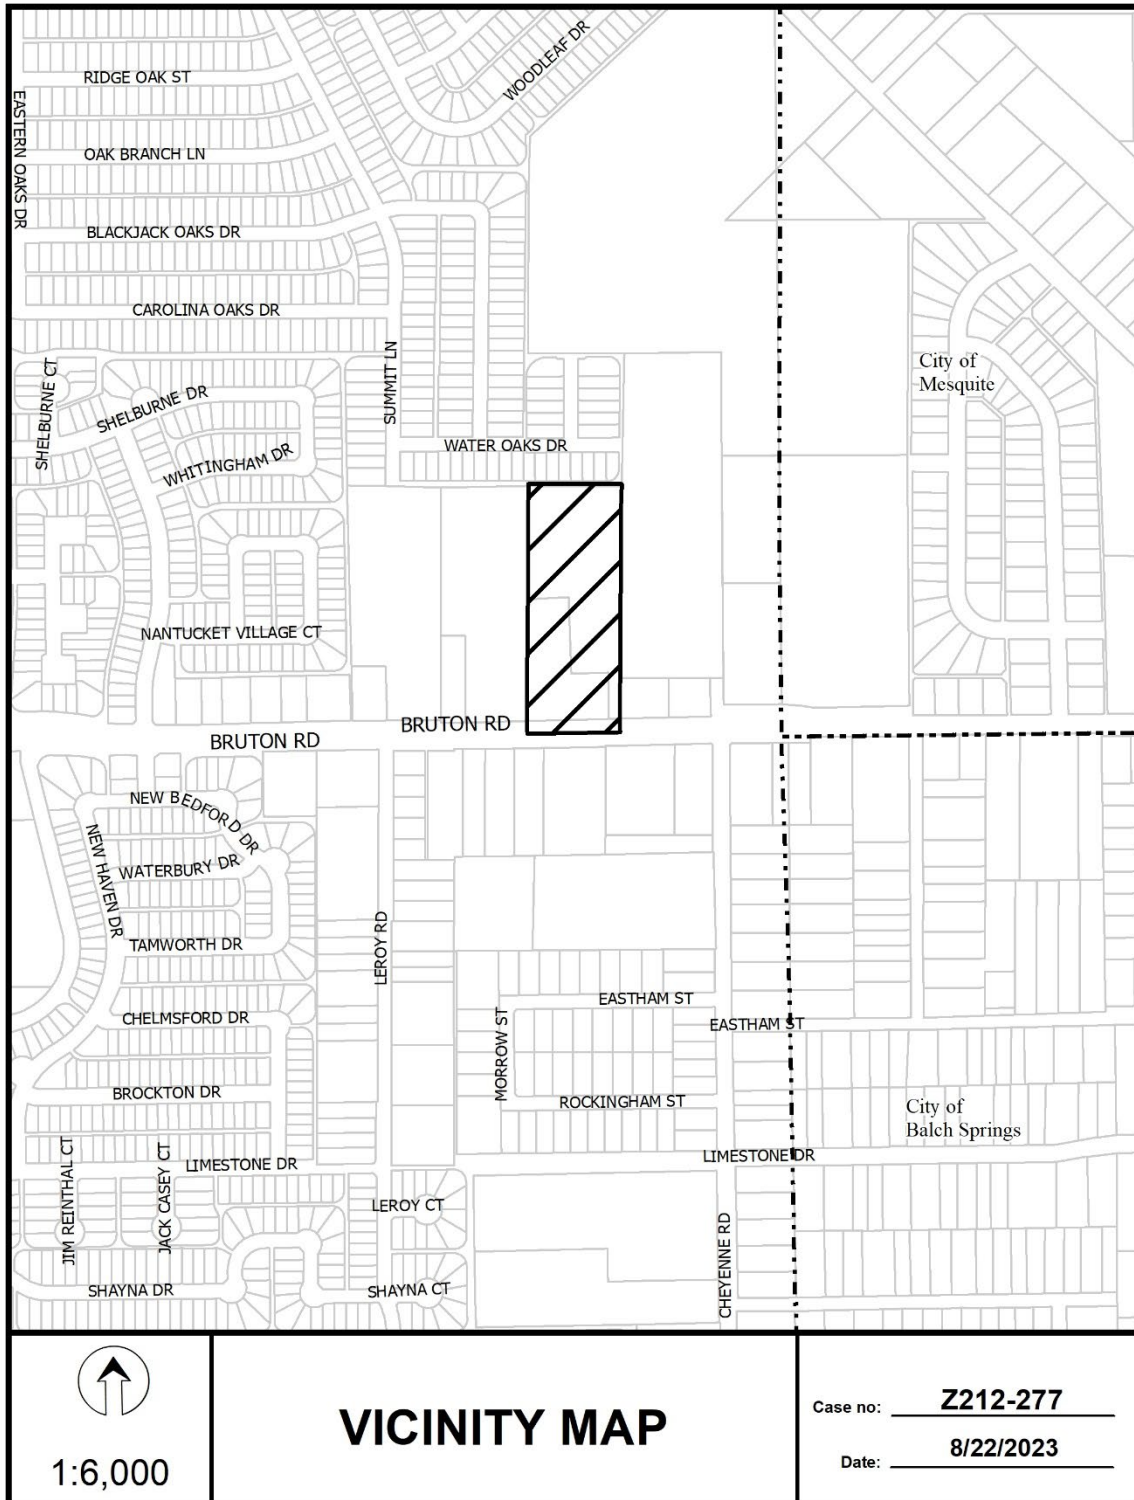 WOODLEAF DR
RIDGE OAK ST
EASTERN OAKS DR
OAK BRANCH LN
BLACKJACK OAKS DR
CAROLINA OAKS DR
SHELBURNE CT
SUMMIT LN
City of
Mesquite
SHELBURNE DR
WATER OAKS DR
WHITINGHAM DR
NANTUCKET VILLAGE CT
BRUTON RD
BRUTON RD
NEW BEDFORD DR
NEW HAVEN DR
WATERBURY DR
TAMWORTH DR
LEROY RD
EASTHAM ST
CHELMSFORD DR
MORROW ST
EASTHAM ST
BROCKTON DR
ROCKINGHAM ST
City of
Balch Springs
JIM REINTHAL CT
JACK CASEY CT
LIMESTONE DR
LIMESTONE DR
LEROY CT
CHEYENNE RD
SHAYNA DR
SHAYNA CT
1:6,000
VICINITY MAP
Case no: Z212-277
Date: 8/22/2023